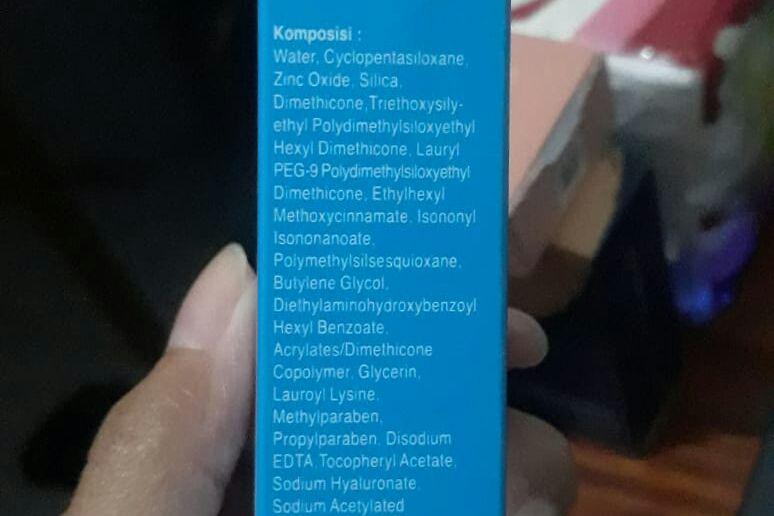 Komposisi :
Water, Cyclopentasiloxane,
Zinc Oxide, Silica,
Dimethicone,Triethoxysily-
ethyl Polydimethylsiloxyethyl
Hexyl Dimethicone, Lauryl
PEG-9 Polydimethylsiloxyethyl
Dimethicone, Ethylhexyl
Methoxycinnamate, Isononyl
Isononanoate,
Polymethylsilsesquioxane,
Butylene Glycol,
Diethylaminohydroxybenzoyl
Hexyl Benzoate,
Acrylates/Dimethicone
Copolymer, Glycerin,
Lauroyl Lysine,
Methylparaben,
Propylparaben, Disodium
EDTA,Tocopheryl Acetate,
Sodium Hyaluronate,
Sodium Acetylated